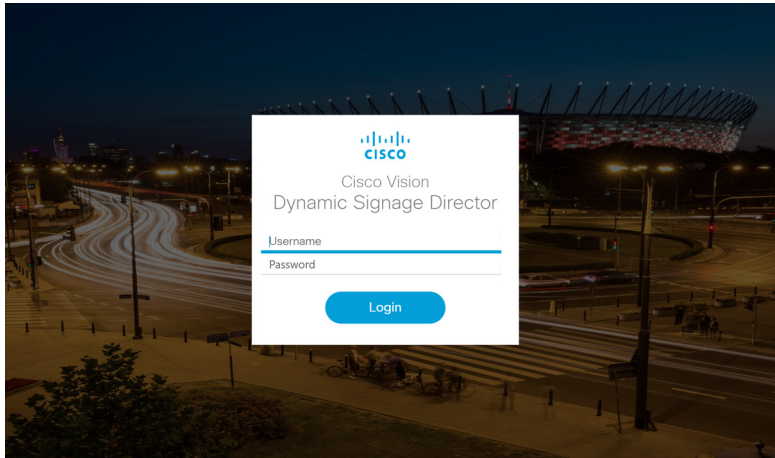 CISCO
Cisco Vision
Dynamic Signage Director
Username
Password
Login